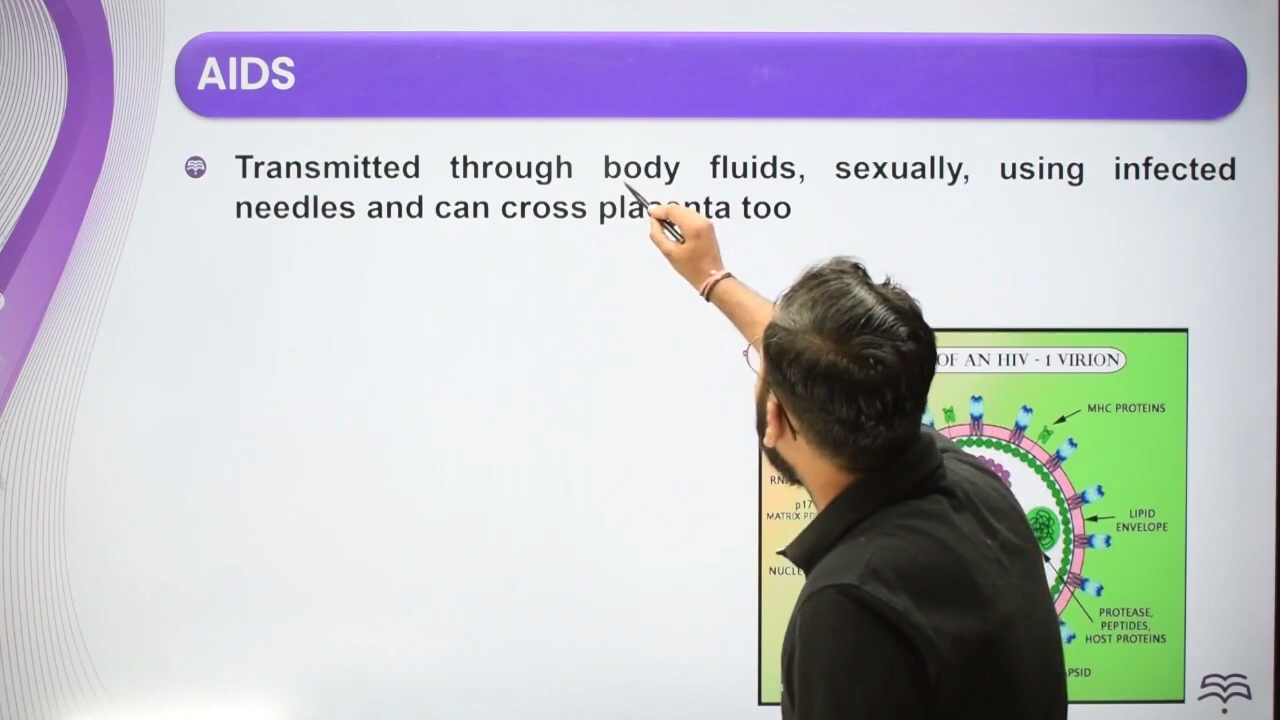 AIDS
Transmitted through body fluids, sexually, using infected
needles and can cross placenta too
OF AN HIV - 1 VIRION
MHC PROTEINS
p17
LIPID
ENVELOPE
PROTEASE,
PEPTIDES,
HOST PROTEINS